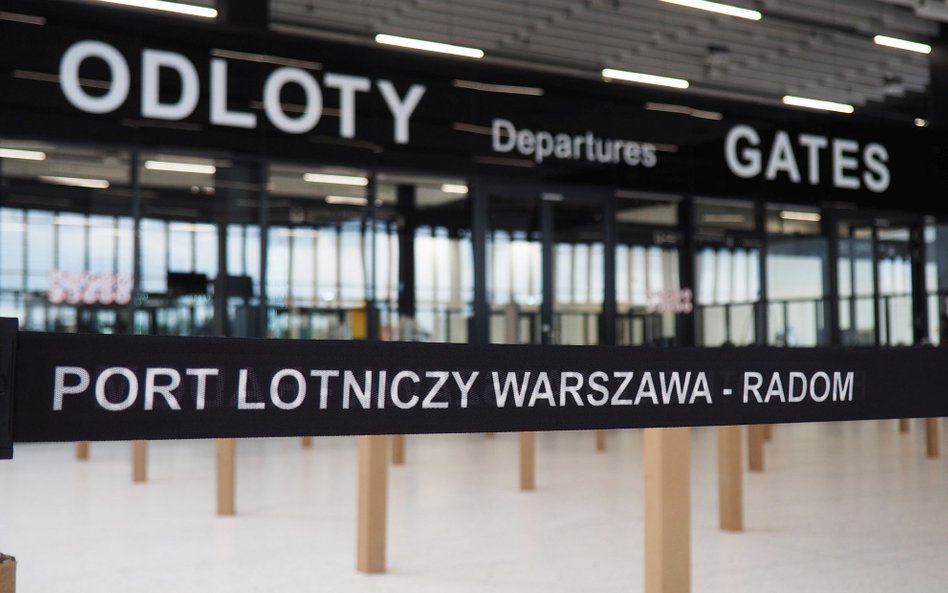 ODLOTY Departures GATES
PORT LOTNICZY WARSZAWA - RADOM